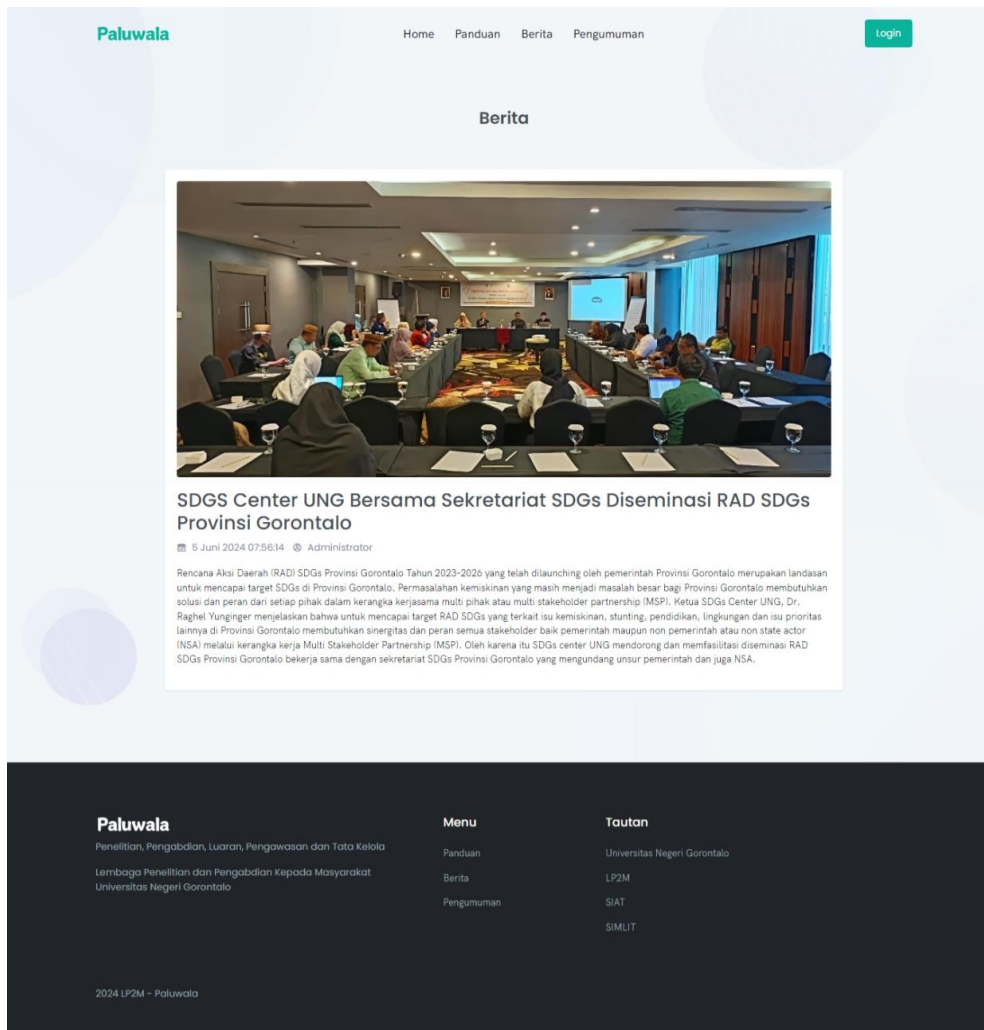 Paluwala
Home Panduan Berita Pengumuman
Login
Berita
SDGS Center UNG Bersama Sekretariat SDGs Diseminasi RAD SDGs
Provinsi Gorontalo
5 Juni 2024 07:56:14 Administrator
Rencana Aksi Daerah (RAD) SDGs Provinsi Gorontalo Tahun 2023-2026 yang telah dilaunching oleh pemerintah Provinsi Gorontalo merupakan landasan
untuk mencapai target SDGs di Provinsi Gorontalo. Permasalahan kemiskinan yang masih menjadi masalah besar bagi Provinsi Gorontalo membutuhkan
solusi dan peran dari setiap pihak dalam kerangka kerjasama multi pihak atau multi stakeholder partnership (MSP). Ketua SDGs Center UNG, Dr.
Raghel Yunginger menjelaskan bahwa untuk mencapai target RAD SDGs yang terkait isu kemiskinan, stunting, pendidikan, lingkungan dan isu prioritas
lainnya di Provinsi Gorontalo membutuhkan sinergitas dan peran semua stakeholder baik pemerintah maupun non pemerintah atau non state actor
(NSA) melalui kerangka kerja Multi Stakeholder Partnership (MSP). Oleh karena itu SDGs center UNG mendorong dan memfasilitasi diseminasi RAD
SDGs Provinsi Gorontalo bekerja sama dengan sekretariat SDGs Provinsi Gorontalo yang mengundang unsur pemerintah dan juga NSA.
Paluwala
Penelitian, Pengabdian, Luaran, Pengawasan dan Tata Kelola
Lembaga Penelitian dan Pengabdian Kepada Masyarakat
Universitas Negeri Gorontalo
Menu
Panduan
Berita
Pengumuman
Tautan
Universitas Negeri Gorontalo
LP2M
SIAT
SIMLIT
2024 LP2M - Paluwala